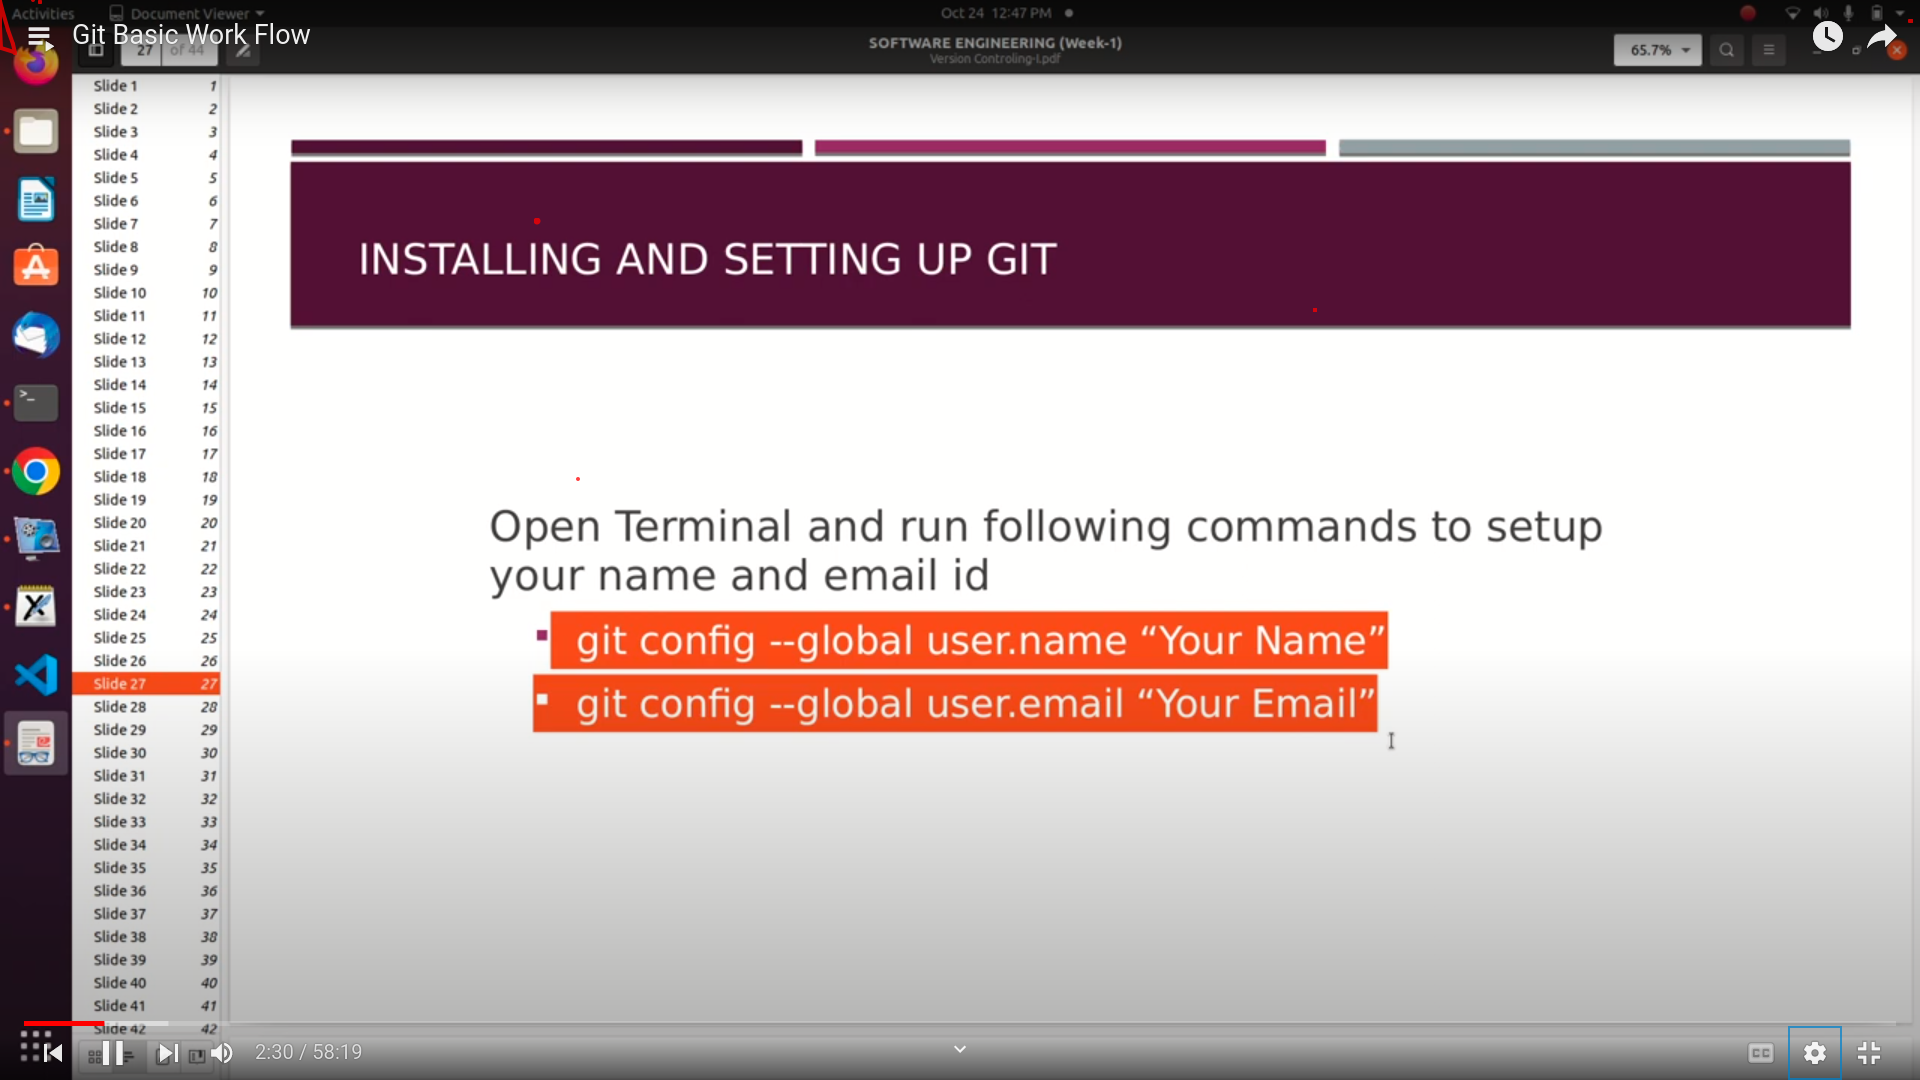 Activities
Document Viewer
Oct 24 12:47 PM
Git Basic Work Flow
27 of 44
SOFTWARE ENGINEERING (Week-1)
Version Controling-I.pdf
65.7%
Slide 1 1
Slide 2 2
Slide 3 3
Slide 4 4
Slide 5 5
Slide 6 6
Slide 7 7
Slide 8 8
Slide 9 9
Slide 10 10
Slide 11 11
Slide 12 12
Slide 13 13
Slide 14 14
Slide 15 15
Slide 16 16
Slide 17 17
Slide 18 18
Slide 19 19
Slide 20 20
Slide 21 21
Slide 22 22
Slide 23 23
Slide 24 24
Slide 25 25
Slide 26 26
Slide 27 27
Slide 28 28
Slide 29 29
Slide 30 30
Slide 31 31
Slide 32 32
Slide 33 33
Slide 34 34
Slide 35 35
Slide 36 36
Slide 37 37
Slide 38 38
Slide 39 39
Slide 40 40
Slide 41 41
Slide 42 42
INSTALLING AND SETTING UP GIT
Open Terminal and run following commands to setup
your name and email id
git config --global user.name “Your Name”
git config --global user.email “Your Email”
2:30 / 58:19
CC